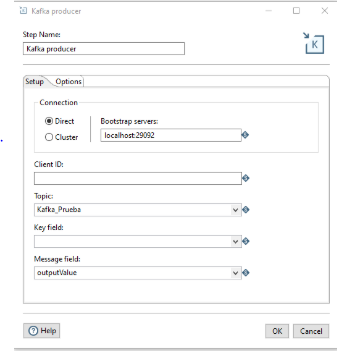 Kafka producer
Step Name:
Kafka producer
K
Setup Options
Connection
Direct
Cluster
Bootstrap servers:
localhost:29092
Client ID:
Topic:
Kafka_Prueba
Key field:
Message field:
outputValue
Help OK Cancel